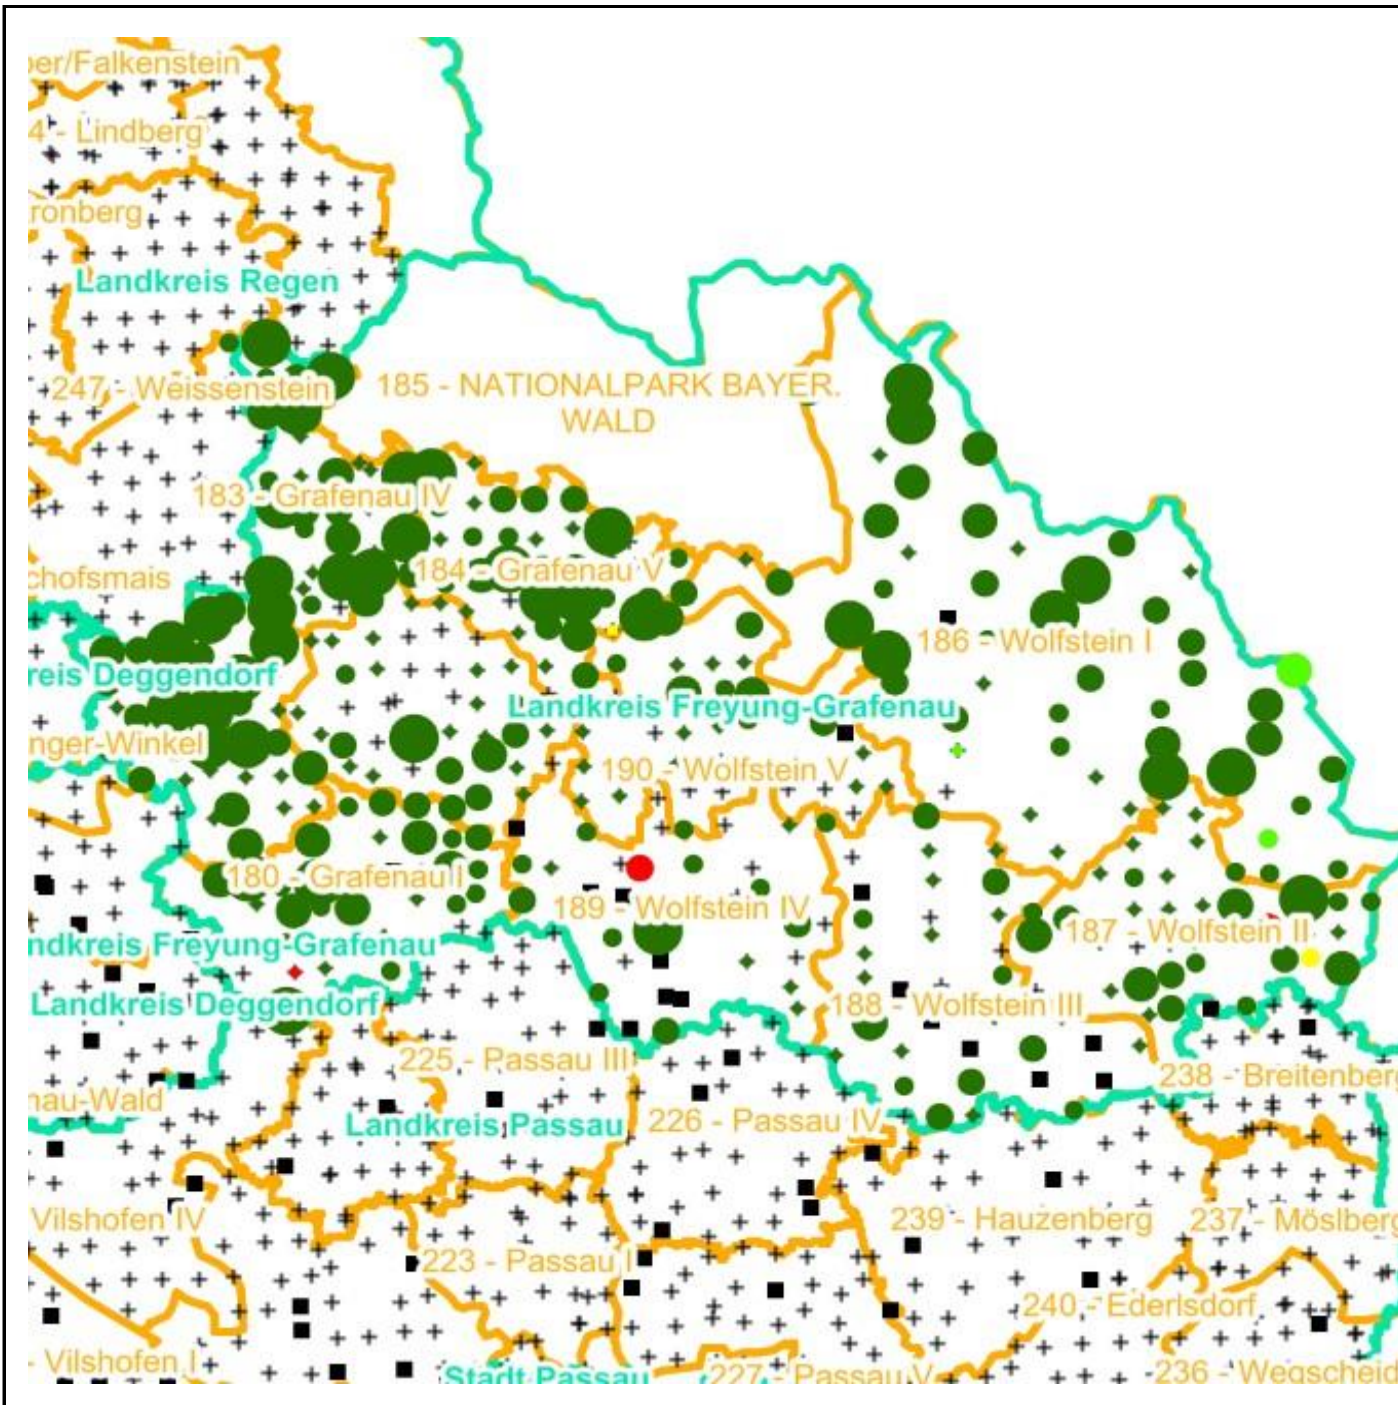 ber/Falkenstein
4 - Lindberg
ronberg
Landkreis Regen
247 - Weissenstein
185 - NATIONALPARK BAYER.
WALD
183 - Grafenau IV
184 - Grafenau V
chofsmais
186 - Wolfstein I
reis Deggendorf
Landkreis Freyung-Grafenau
nger-Winkel
190 - Wolfstein V
180 - Grafenau I
189 - Wolfstein IV
187 - Wolfstein II
ndkreis Freyung-Grafenau
Landkreis Deggendorf
188 - Wolfstein III
225 - Passau III
238 - Breitenberg
nau-Wald
Landkreis Passau
226 - Passau IV
Vilshofen IV
239 - Hauzenberg
237 - Möslberg
223 - Passau I
240 - Ederlsdorf
- Vilshofen I
Stadt Passau
227 - Passau V
236 - Wegscheid